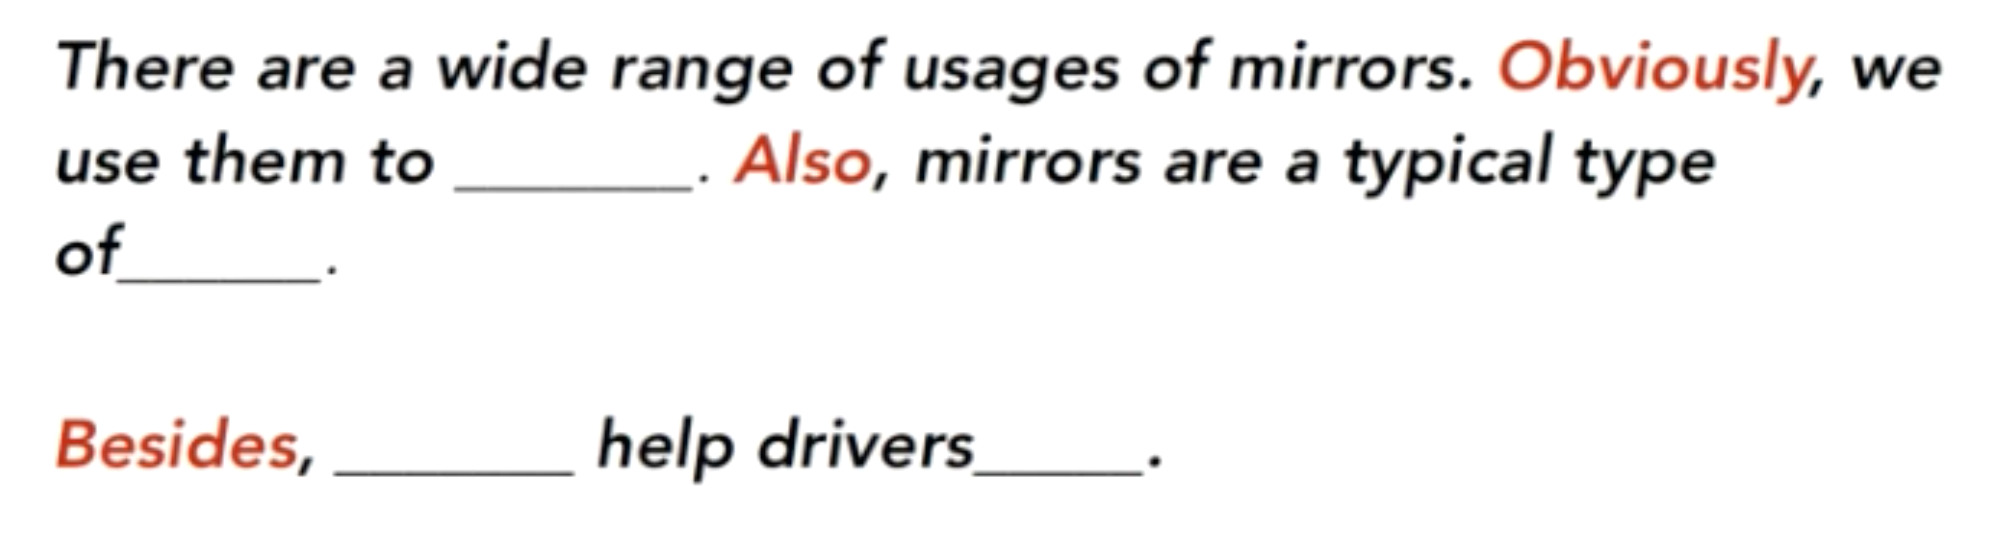 There are a wide range of usages of mirrors. Obviously, we
use them to _______. Also, mirrors are a typical type
of______.
Besides, _______ help drivers_____.